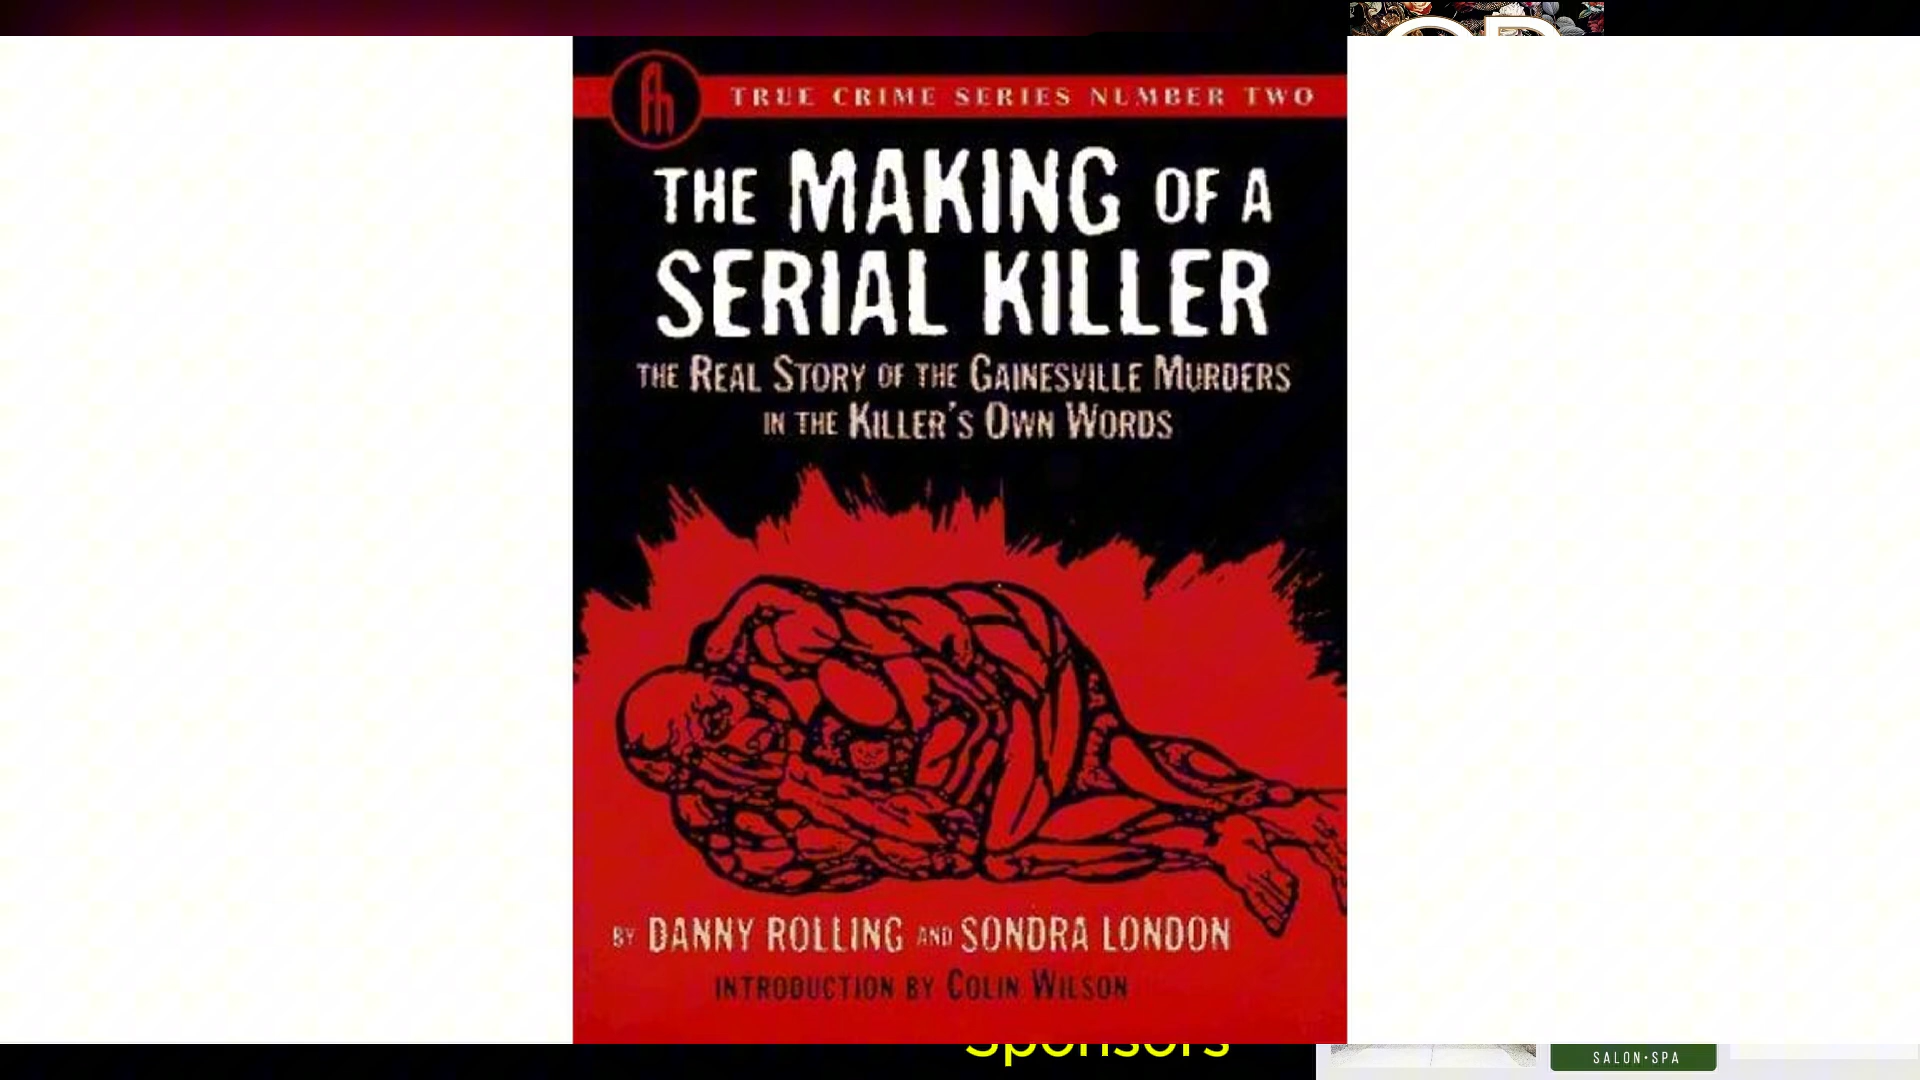 TRUE CRIME SERIES NUMBER TWO
THE MAKING OF A
SERIAL KILLER
THE REAL STORY OF THE GAINESVILLE MURDERS
IN THE KILLER'S OWN WORDS
BY DANNY ROLLING AND SONDRA LONDON
INTRODUCTION BY COLIN WILSON
Sponsors
SALON•SPA